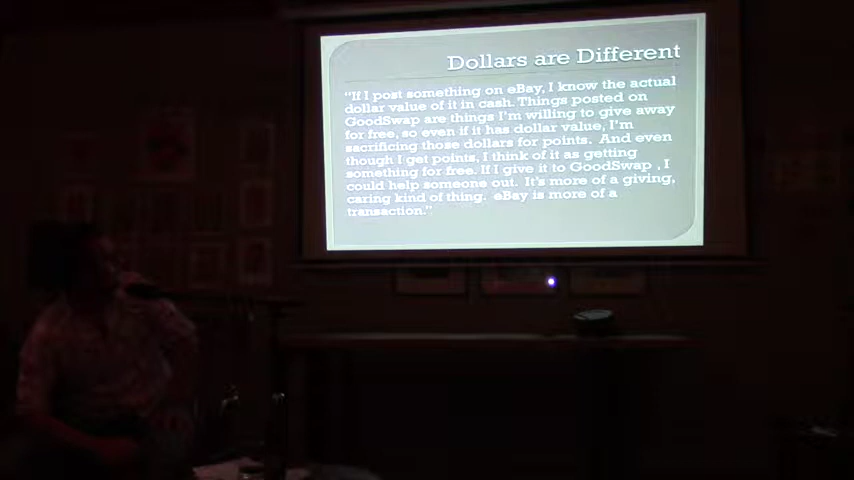 Dollars are Different
"If I post something on eBay, I know the actual
dollar value of it in cash. Things posted on
GoodSwap are things I'm willing to give away
for free, so even if it has dollar value, I'm
sacrificing those dollars for points. And even
though I get points, I think of it as getting
something for free. If I give it to GoodSwap , I
could help someone out. It's more of a giving,
caring kind of thing. eBay is more of a
transaction."